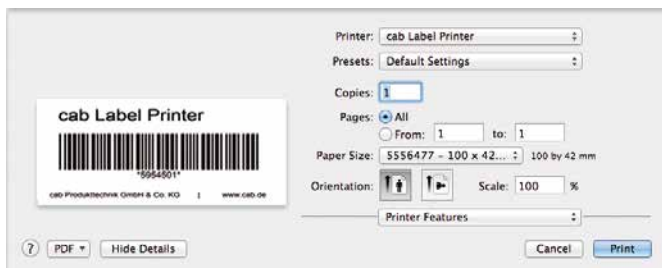 Printer: cab Label Printer
Presets: Default Settings
Copies: 1
Pages: All
From: 1 to: 1
Paper Size: 5556477 - 100 x 42... 100 by 42 mm
Orientation: Scale: 100 %
Printer Features
cab Label Printer
*5954501*
cab Produkttechnik GmbH & Co. KG | www.cab.de
? PDF Hide Details Cancel Print